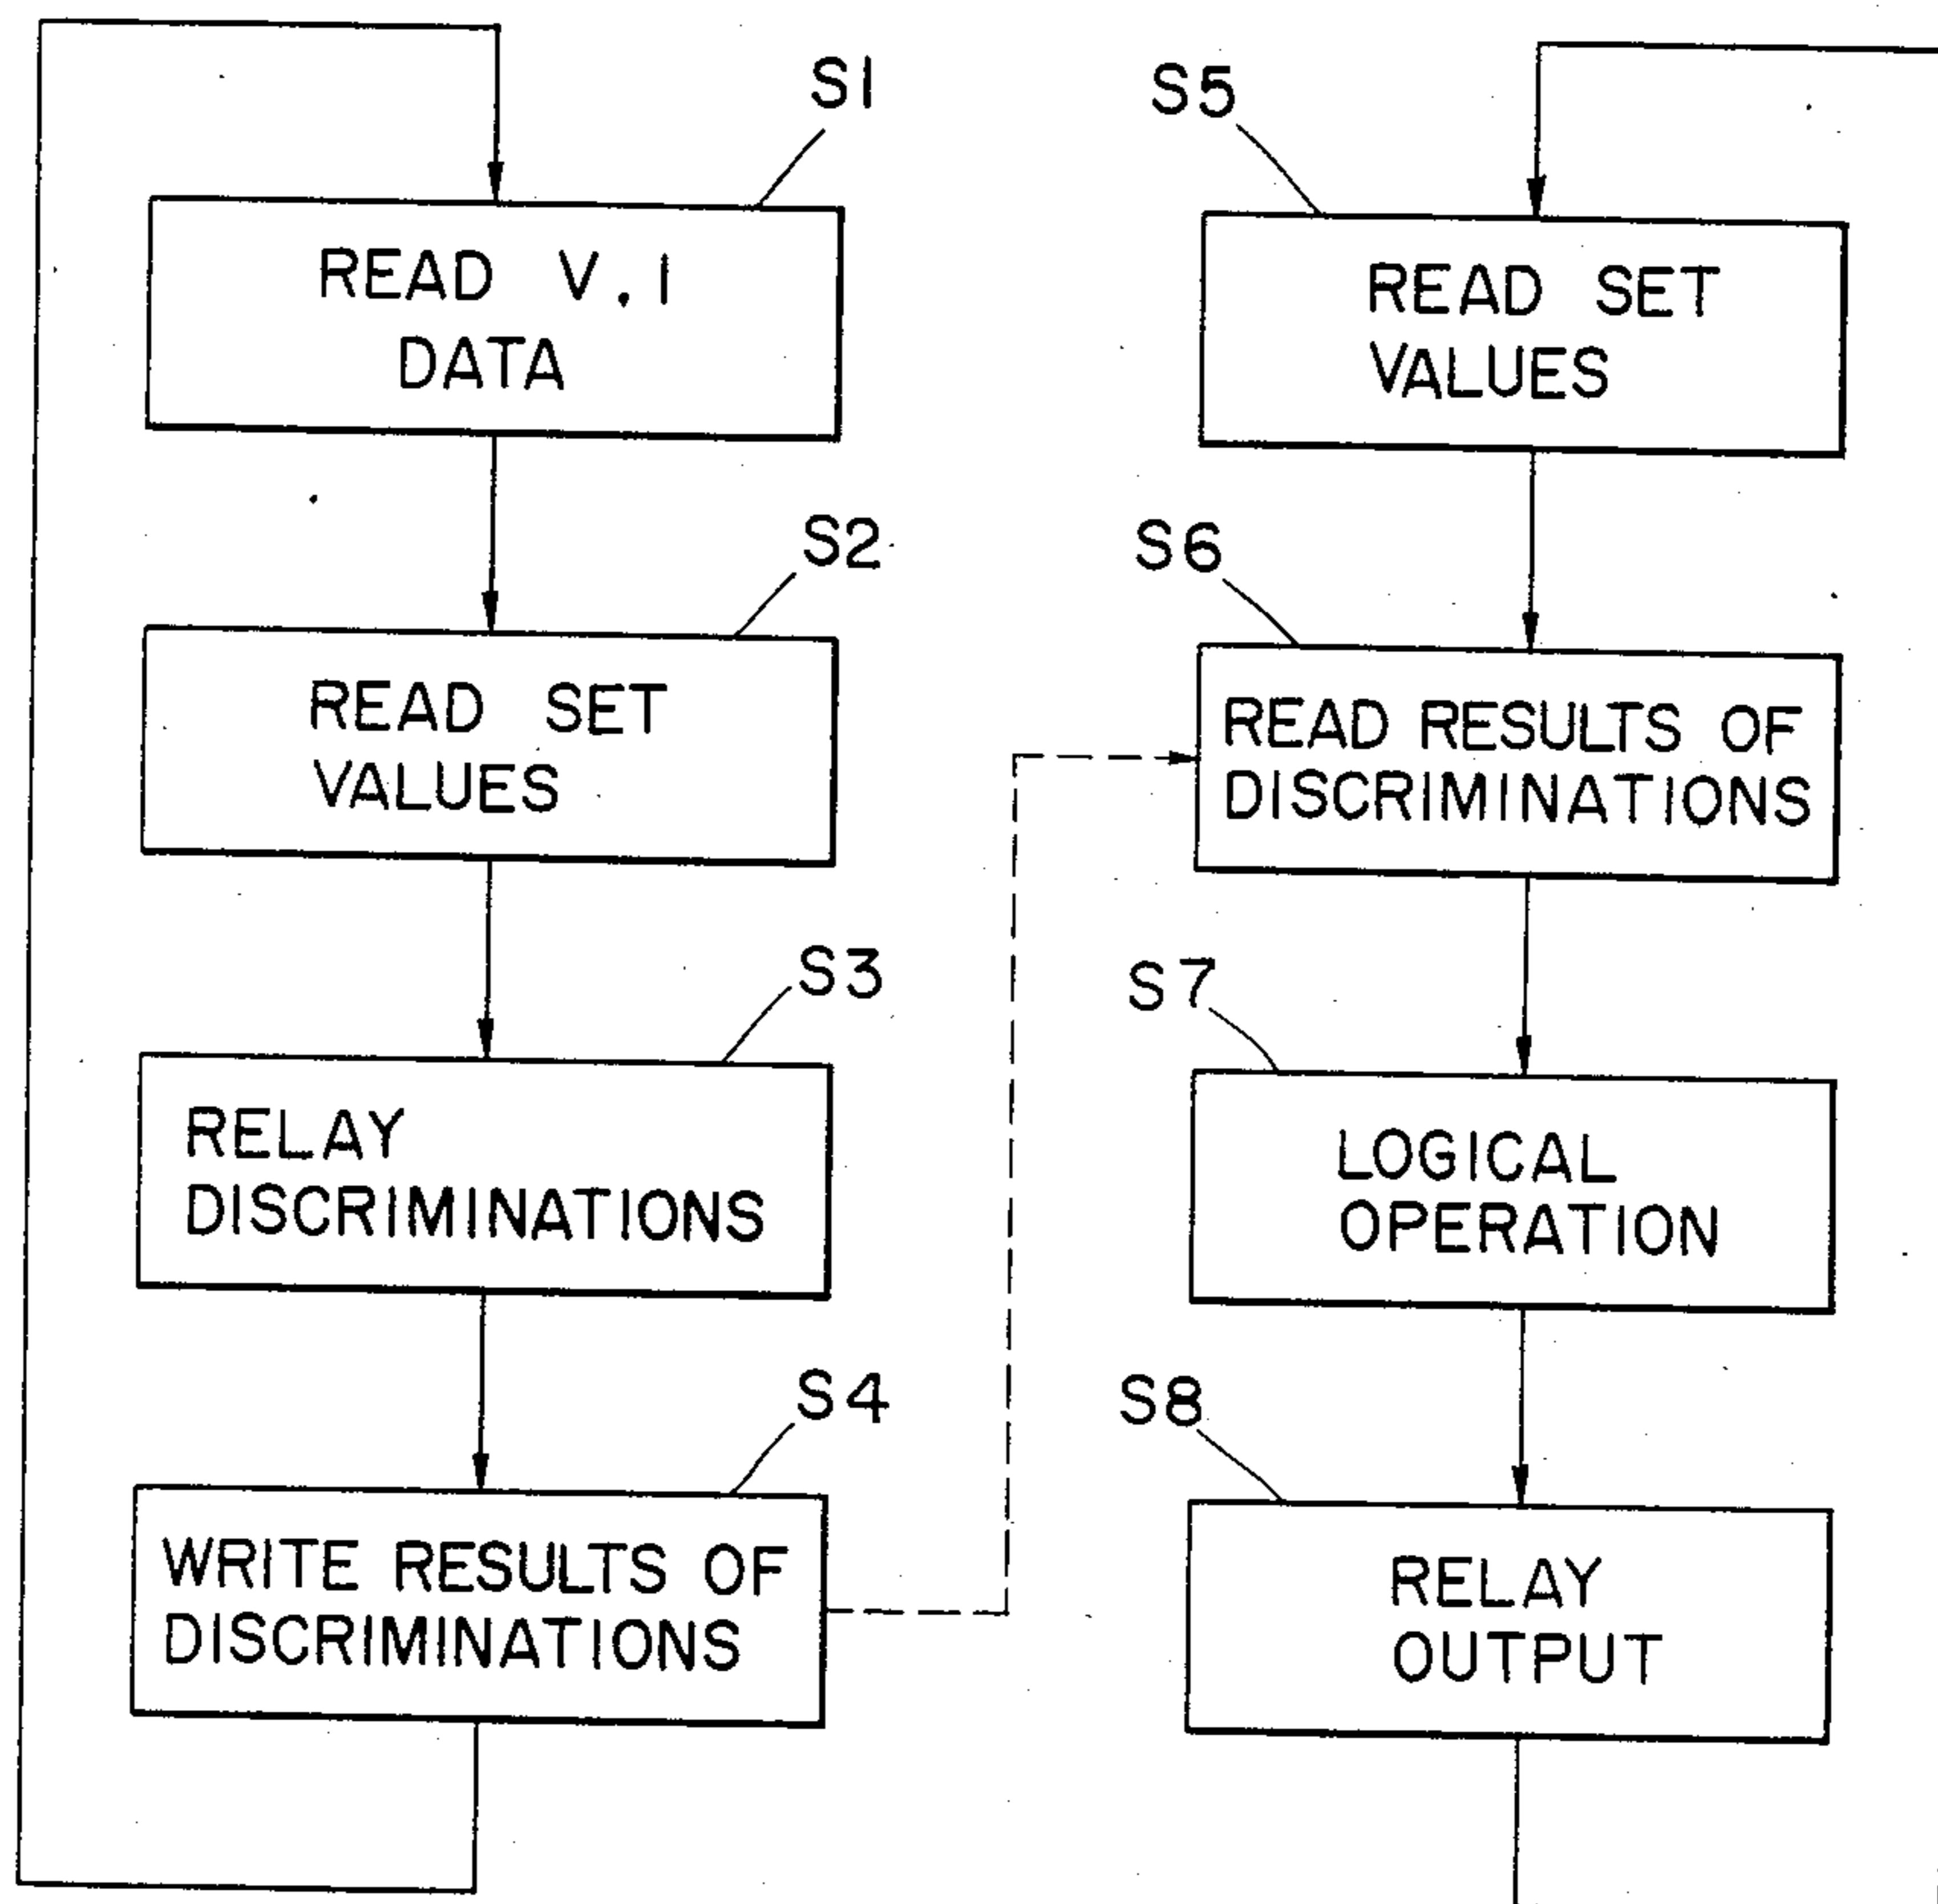 S1
READ V.I
DATA
S2
READ SET
VALUES
S3
RELAY
DISCRIMINATIONS
S4
WRITE RESULTS OF
DISCRIMINATIONS
S5
READ SET
VALUES
S6
READ RESULTS OF
DISCRIMINATIONS
S7
LOGICAL
OPERATION
S8
RELAY
OUTPUT